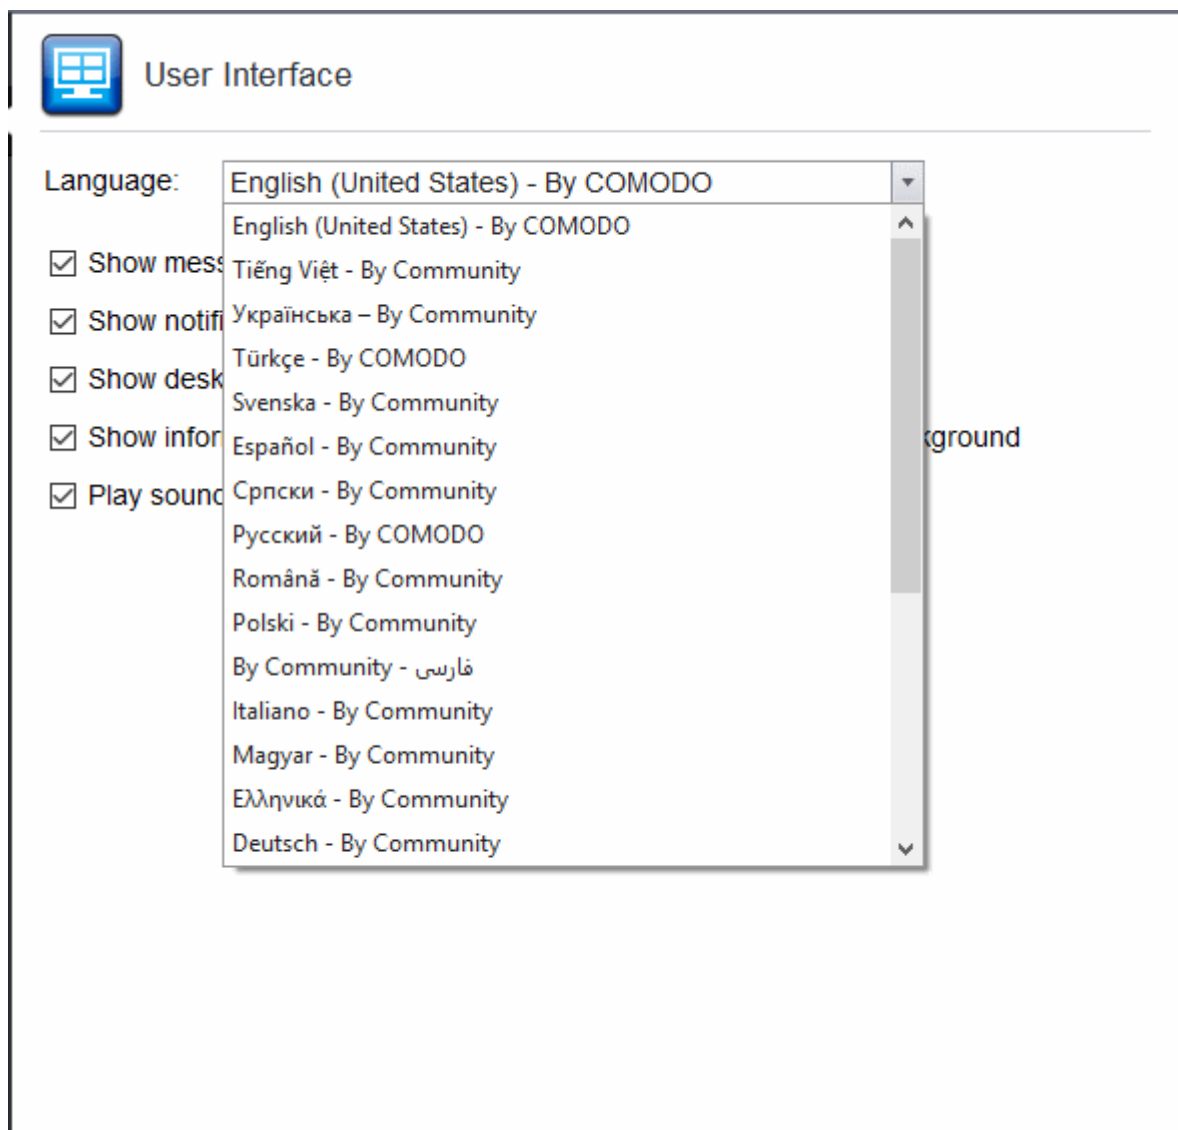 User Interface
Language: English (United States) - By COMODO
English (United States) - By COMODO
Show mess
Tiếng Việt - By Community
Show notifi
Українська – By Community
Türkçe - By COMODO
Show desk
Svenska - By Community
Show infor
kground
Español - By Community
Play sound
Српски - By Community
Русский - By COMODO
Română - By Community
Polski - By Community
By Community - فارسی
Italiano - By Community
Magyar - By Community
Ελληνικά - By Community
Deutsch - By Community